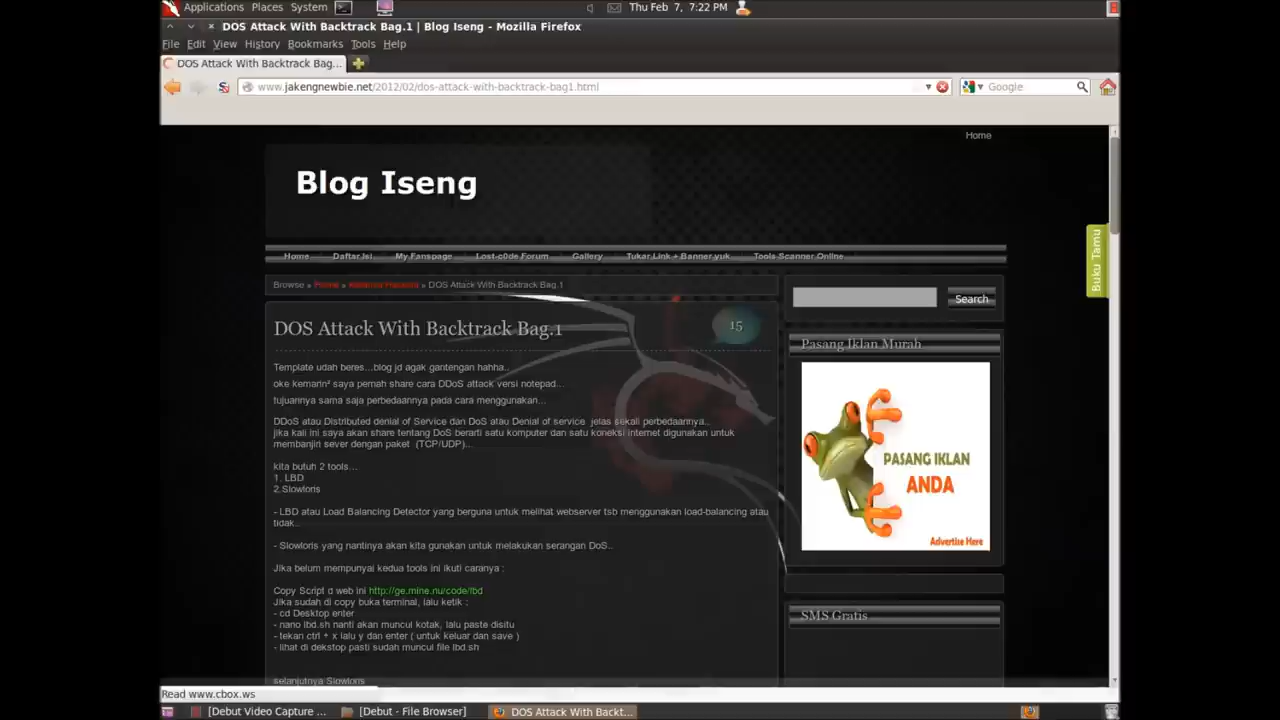 Applications Places System
Thu Feb 7, 7:22 PM
DOS Attack With Backtrack Bag.1 | Blog Iseng - Mozilla Firefox
File Edit View History Bookmarks Tools Help
DOS Attack With Backtrack Bag...
www.jakengnewbie.net/2012/02/dos-attack-with-backtrack-bag1.html
Google
Home
Blog Iseng
Buku Tamu
Home Daftar Isi My Fanspage Lost-c0de Forum Gallery Tukar Link + Banner yuk Tools Scanner Online
Browse » Home » » DOS Attack With Backtrack Bag.1
Search
DOS Attack With Backtrack Bag.1
15
Pasang Iklan Murah
Template udah beres...blog jd agak gantengan hahha..
oke kemarin² saya pernah share cara DDoS attack versi notepad...
tujuannya sama saja perbedaannya pada cara menggunakan...
DDoS atau Distributed denial of Service dan DoS atau Denial of service jelas sekali perbedaannya..
jika kali ini saya akan share tentang DoS berarti satu komputer dan satu koneksi internet digunakan untuk
membanjiri sever dengan paket (TCP/UDP)...
PASANG IKLAN
ANDA
Advertise Here
kita butuh 2 tools...
1. LBD
2.Slowloris
- LBD atau Load Balancing Detector yang berguna untuk melihat webserver tsb menggunakan load-balancing atau
tidak..
- Slowloris yang nantinya akan kita gunakan untuk melakukan serangan DoS..
Jika belum mempunyai kedua tools ini ikuti caranya :
Copy Script d web ini http://ge.mine.nu/code/lbd
Jika sudah di copy buka terminal, lalu ketik :
- cd Desktop enter
- nano lbd.sh nanti akan muncul kotak, lalu paste disitu
- tekan ctrl + x lalu y dan enter ( untuk keluar dan save )
- lihat di dekstop pasti sudah muncul file lbd.sh
SMS Gratis
selanjutnya Slowloris
Read www.cbox.ws
[Debut Video Capture ... [Debut - File Browser] DOS Attack With Backt...